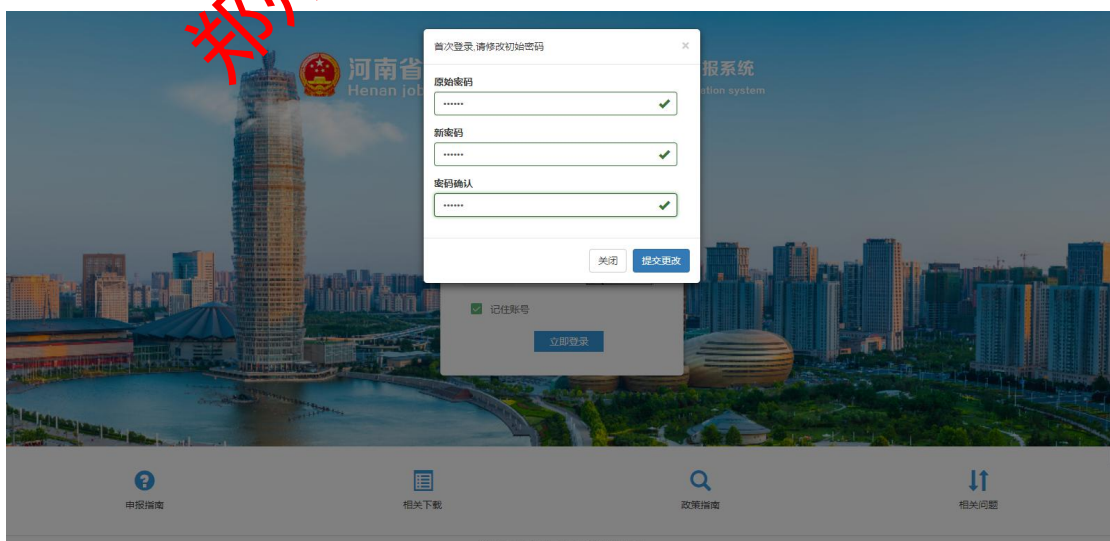 郑
首次登录,请修改初始密码
×
河南省
报系统
Henan job
ation system
原始密码
······
新密码
······
密码确认
······
关闭
提交更改
记住账号
立即登录
?
申报指南
相关下载
政策指南
相关问题